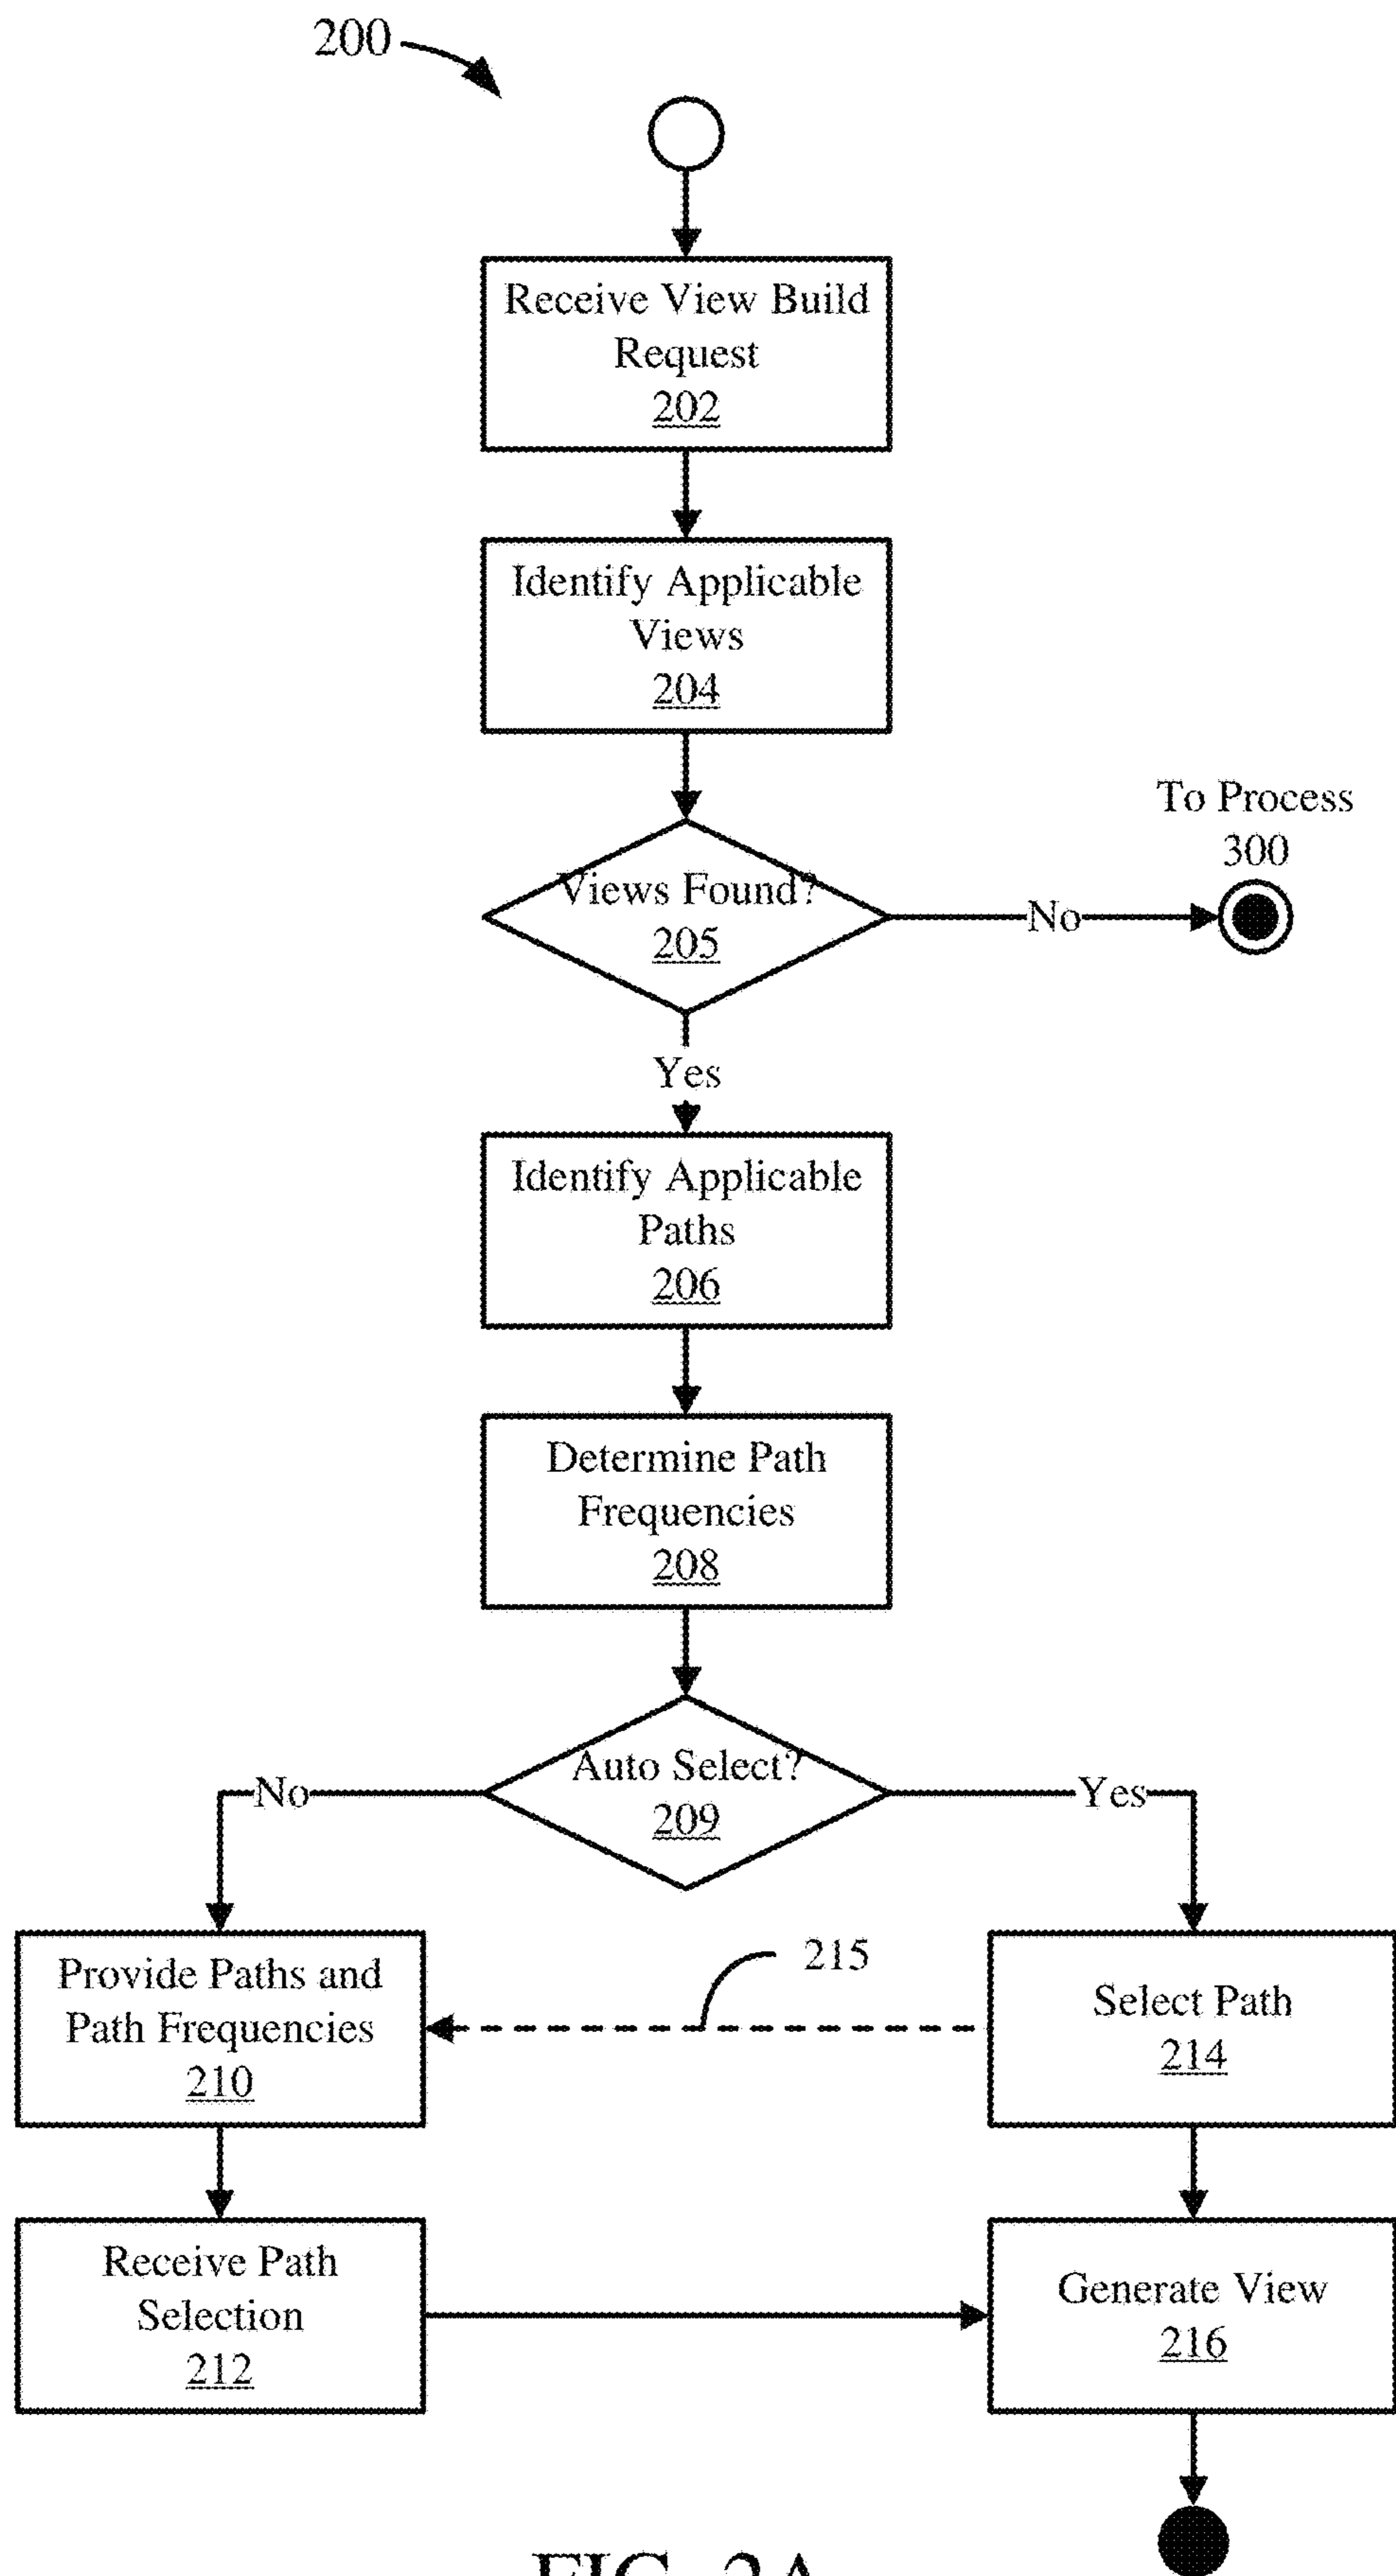 200
Receive View Build
Request
202
Identify Applicable
Views
204
To Process
300
Views Found?
205
No
Yes
Identify Applicable
Paths
206
Determine Path
Frequencies
208
Auto Select?
209
No
Yes
Provide Paths and
Path Frequencies
210
215
Select Path
214
Receive Path
Selection
212
Generate View
216
FIG. 2A